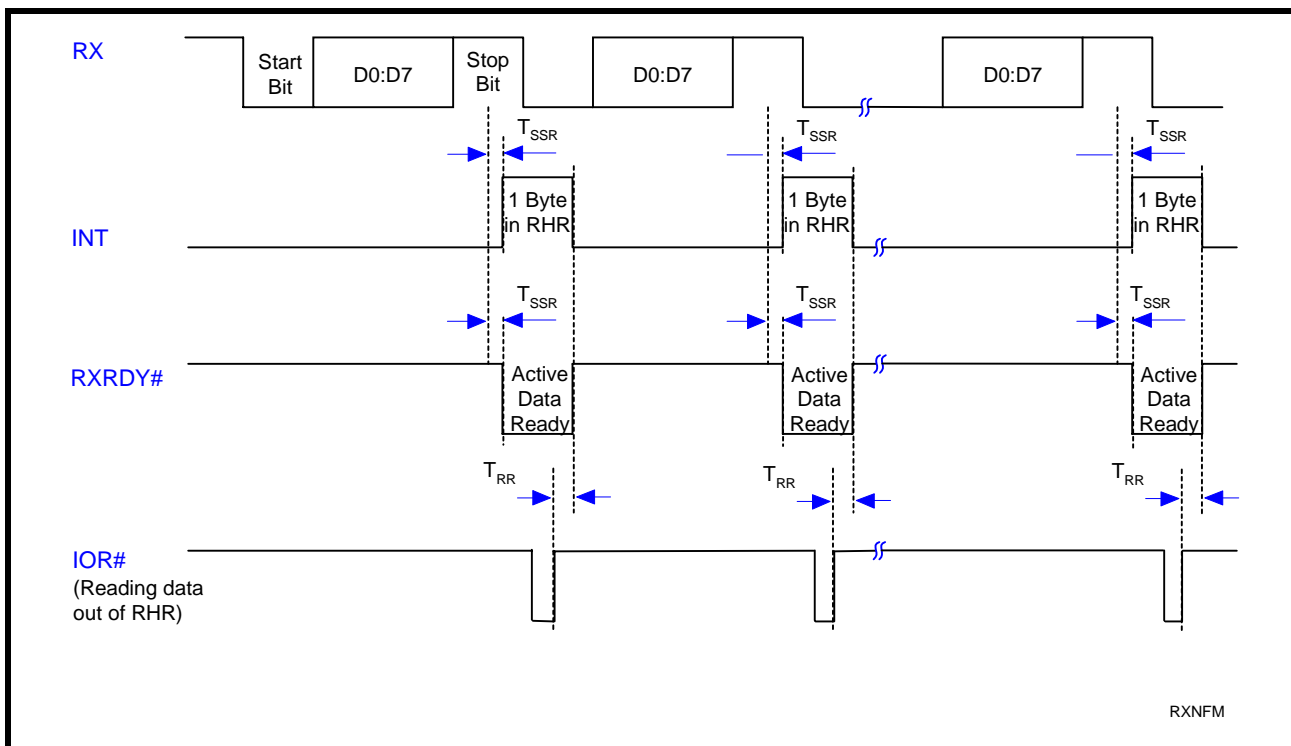 RX
Start
Bit
D0:D7
Stop
Bit
D0:D7
D0:D7
TSSR
TSSR
TSSR
INT
1 Byte
in RHR
1 Byte
in RHR
1 Byte
in RHR
TSSR
TSSR
TSSR
RXRDY#
Active
Data
Ready
Active
Data
Ready
Active
Data
Ready
TRR
TRR
TRR
IOR#
(Reading data
out of RHR)
RXNFM